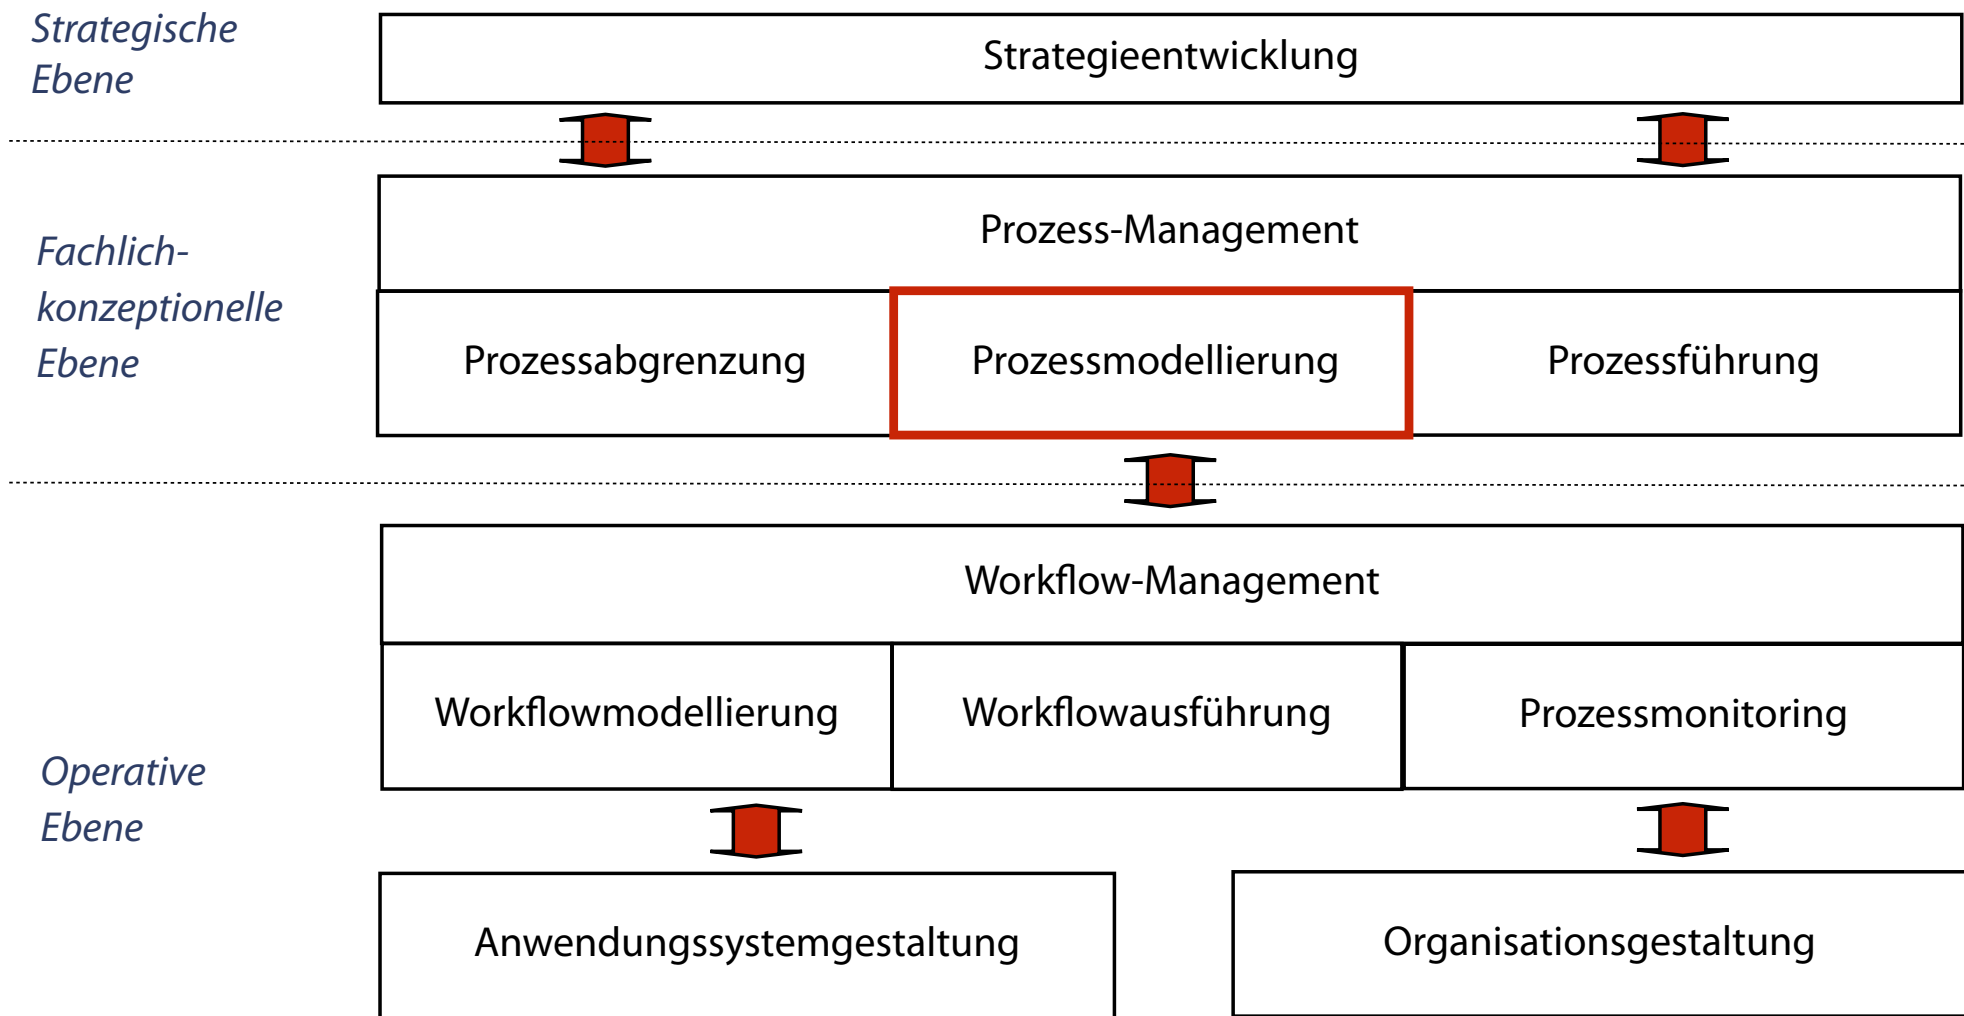 Strategische
Ebene
Strategieentwicklung
Prozess-Management
Fachlich-
konzeptionelle
Ebene
Prozessabgrenzung
Prozessmodellierung
Prozessführung
Workflow-Management
Workflowmodellierung
Workflowausführung
Prozessmonitoring
Operative
Ebene
Anwendungssystemgestaltung
Organisationsgestaltung